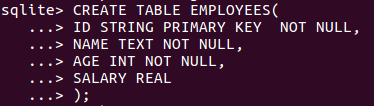 sqlite> CREATE TABLE EMPLOYEES(
...> ID STRING PRIMARY KEY  NOT NULL,
...> NAME TEXT NOT NULL,
...> AGE INT NOT NULL,
...> SALARY REAL
...> );